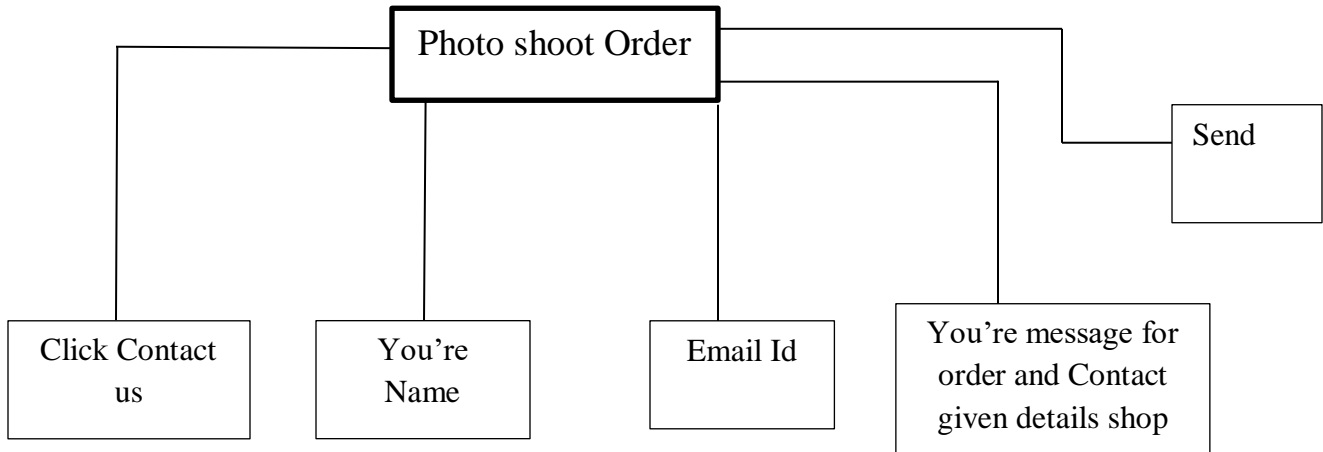 Photo shoot Order
Send
Click Contact
us
You’re
Name
Email Id
You’re message for
order and Contact
given details shop